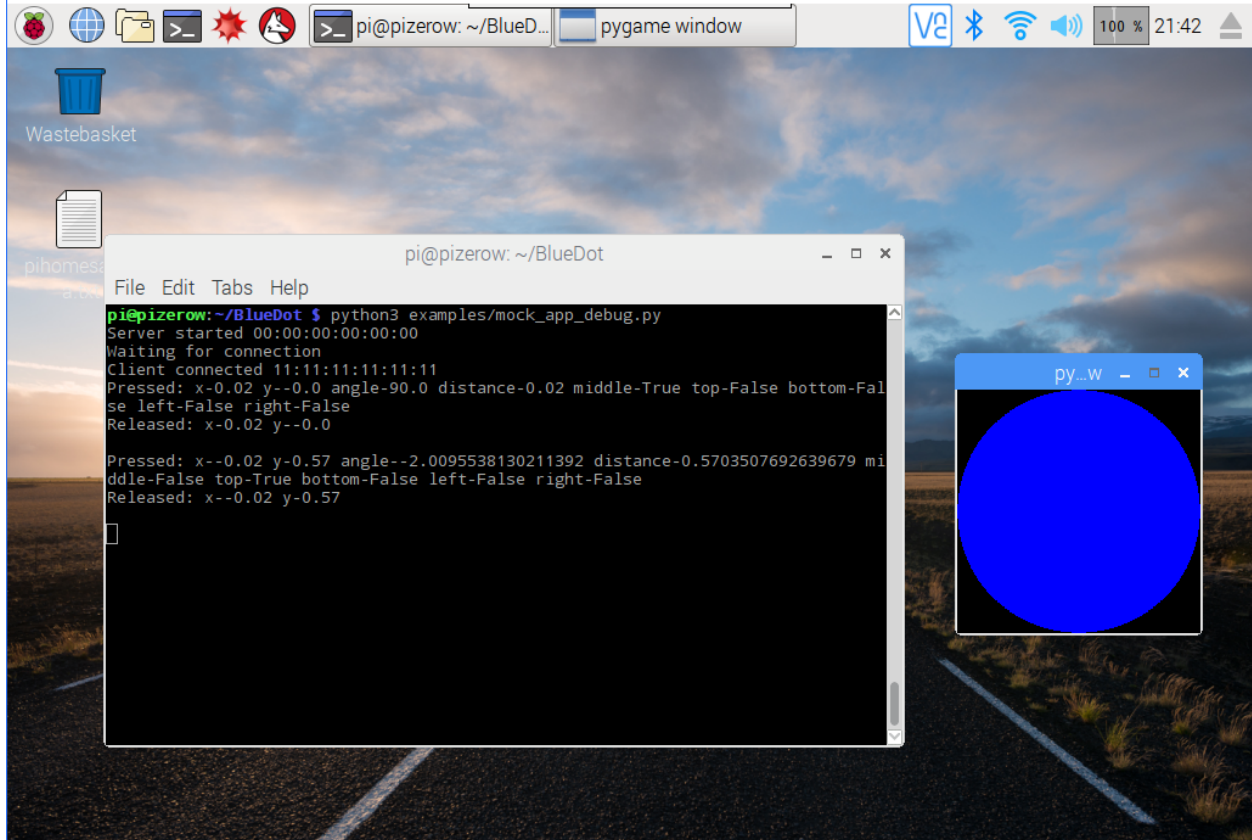 pi@pizerow: ~/BlueD...
pygame window
100 %
21:42
Wastebasket
pihomesa
pi@pizerow: ~/BlueDot
File Edit Tabs Help
pi@pizerow:~/BlueDot $ python3 examples/mock_app_debug.py
Server started 00:00:00:00:00:00
Waiting for connection
Client connected 11:11:11:11:11:11
Pressed: x-0.02 y--0.0 angle-90.0 distance-0.02 middle-True top-False bottom-Fal
se left-False right-False
Released: x-0.02 y--0.0
Pressed: x--0.02 y-0.57 angle--2.0095538130211392 distance-0.5703507692639679 mi
ddle-False top-True bottom-False left-False right-False
Released: x--0.02 y-0.57
py...w